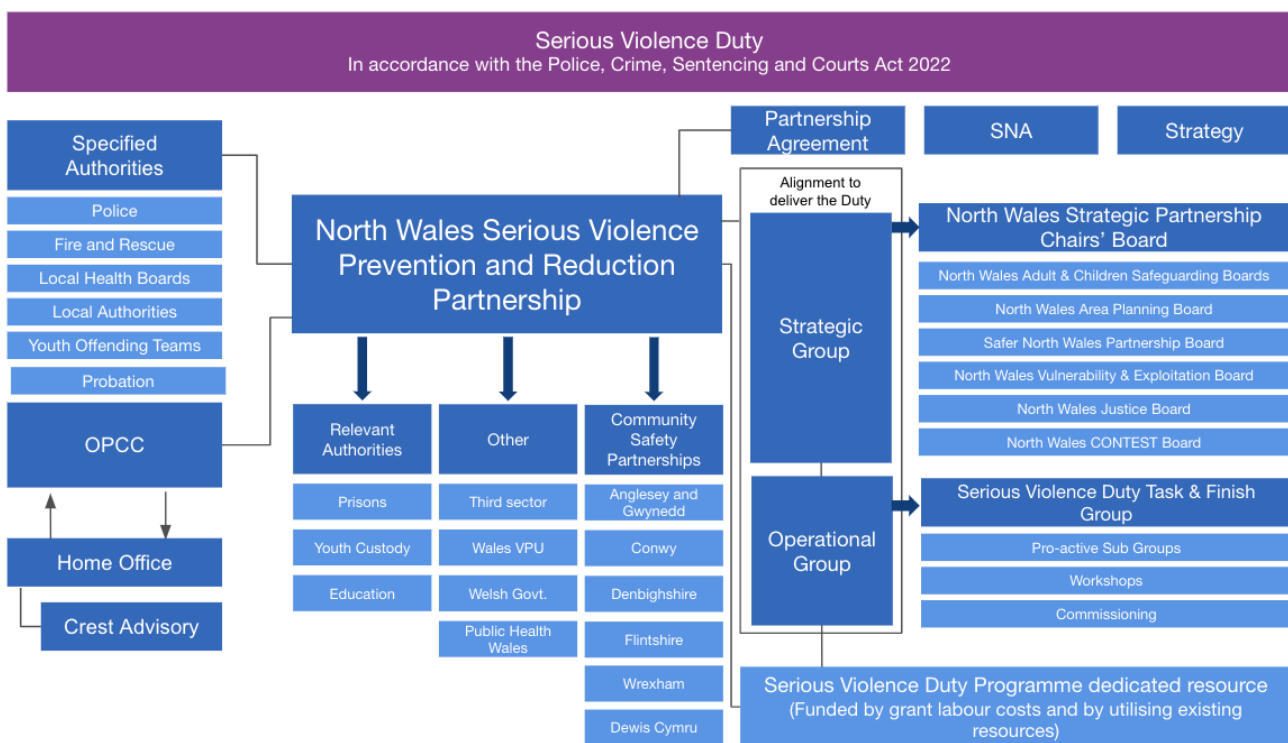 Serious Violence Duty
In accordance with the Police, Crime, Sentencing and Courts Act 2022
Specified
Authorities
Police
Fire and Rescue
Local Health Boards
Local Authorities
Youth Offending Teams
Probation
OPCC
Home Office
Crest Advisory
North Wales Serious Violence
Prevention and Reduction
Partnership
Relevant
Authorities
Prisons
Youth Custody
Education
Other
Third sector
Wales VPU
Welsh Govt.
Public Health
Wales
Community
Safety
Partnerships
Anglesey and
Gwynedd
Conwy
Denbighshire
Flintshire
Wrexham
Dewis Cymru
Partnership
Agreement
SNA
Strategy
Alignment to
deliver the Duty
Strategic
Group
Operational
Group
North Wales Strategic Partnership
Chairs' Board
North Wales Adult & Children Safeguarding Boards
North Wales Area Planning Board
Safer North Wales Partnership Board
North Wales Vulnerability & Exploitation Board
North Wales Justice Board
North Wales CONTEST Board
Serious Violence Duty Task & Finish
Group
Pro-active Sub Groups
Workshops
Commissioning
Serious Violence Duty Programme dedicated resource
(Funded by grant labour costs and by utilising existing
resources)